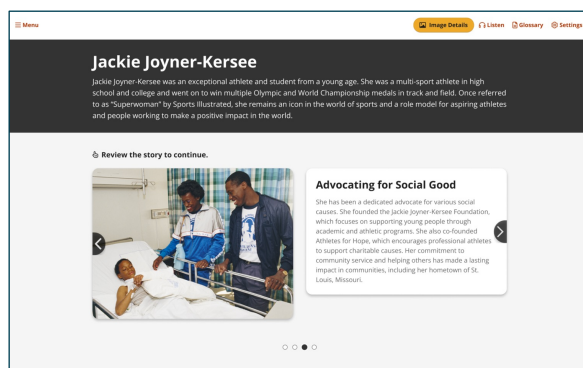 Menu
Image Details
Listen
Glossary
Settings
Jackie Joyner-Kersee
Jackie Joyner-Kersee was an exceptional athlete and student from a young age. She was a multi-sport athlete in high
school and college and went on to win multiple Olympic and World Championship medals in track and field. Once referred
to as "Superwoman" by Sports Illustrated, she remains an icon in the world of sports and a role model for aspiring athletes
and people working to make a positive impact in the world.
Review the story to continue.
Advocating for Social Good
She has been a dedicated advocate for various social
causes. She founded the Jackie Joyner-Kersee Foundation,
which focuses on supporting young people through
academic and athletic programs. She also co-founded
Athletes for Hope, which encourages professional athletes
to support charitable causes. Her commitment to
community service and helping others has made a lasting
impact in communities, including her hometown of St.
Louis, Missouri.